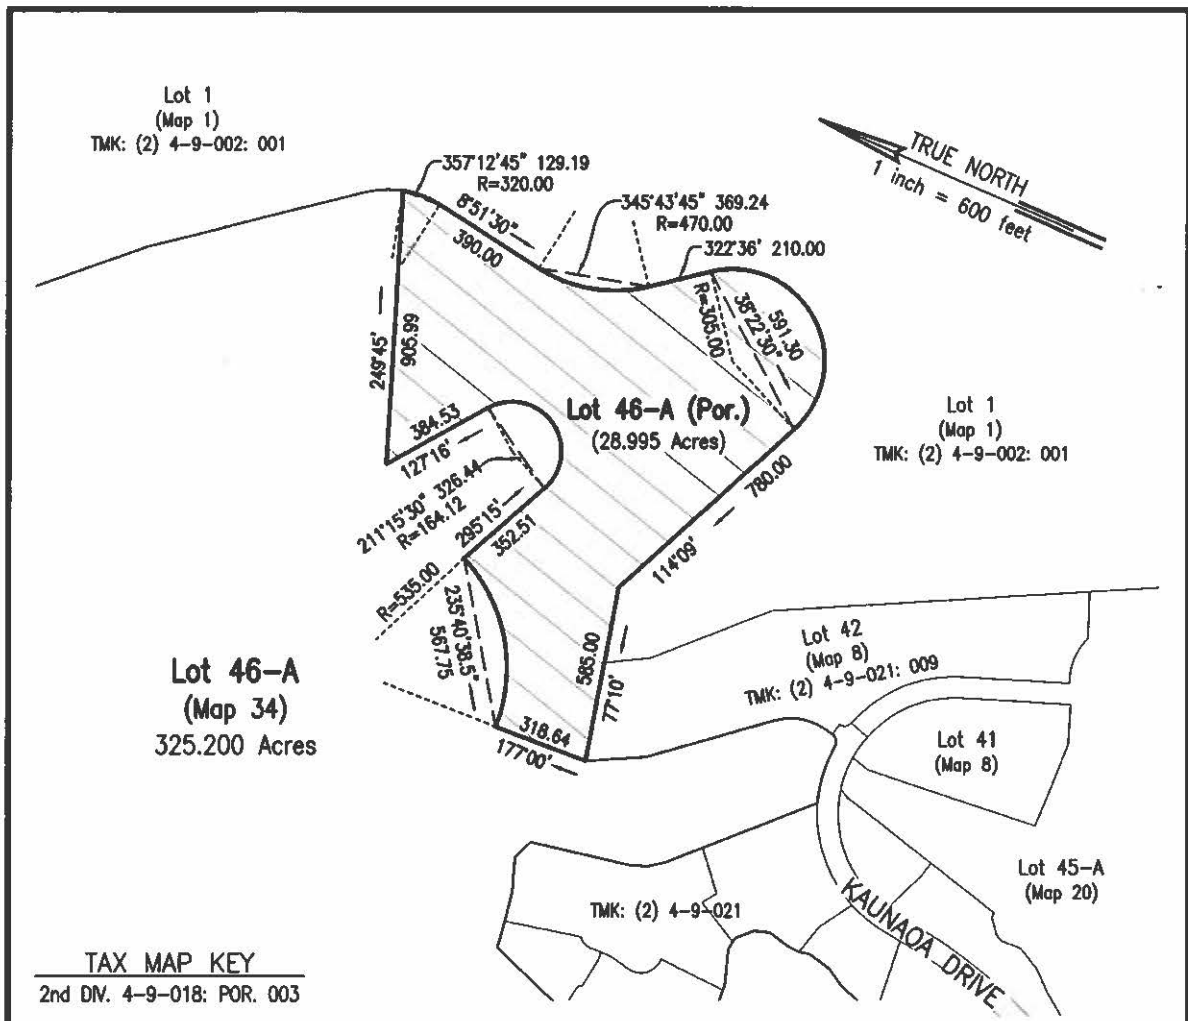 Lot 1
(Map 1)
TMK: (2) 4-9-002: 001
TRUE NORTH
1 inch = 600 feet
357°12'45" 129.19
R=320.00
8°51'30"
390.00
345°43'45" 369.24
R=470.00
322°36' 210.00
591.30
38°22'30"
R=305.00
249°45'
905.99
Lot 46-A (Por.)
(28.995 Acres)
Lot 1
(Map 1)
TMK: (2) 4-9-002: 001
384.53
127°16'
211°15'30" 326.44
R=164.12
295°15'
352.51
780.00
114°09'
R=535.00
235°40'38.5"
567.75
585.00
77°10'
318.64
177°00'
Lot 46-A
(Map 34)
325.200 Acres
Lot 42
(Map 8)
TMK: (2) 4-9-021: 009
Lot 41
(Map 8)
Lot 45-A
(Map 20)
TMK: (2) 4-9-021
KAUNAOA DRIVE
TAX MAP KEY
2nd DIV. 4-9-018: POR. 003